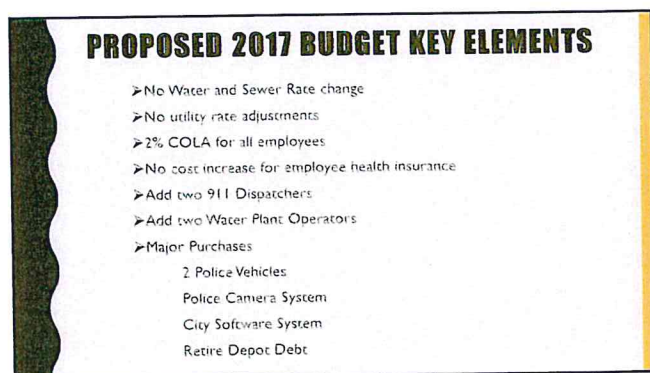 PROPOSED 2017 BUDGET KEY ELEMENTS
➢No Water and Sewer Rate change
➢No utility rate adjustments
➢2% COLA for all employees
➢No cost increase for employee health insurance
➢Add two 911 Dispatchers
➢Add two Water Plant Operators
➢Major Purchases
2 Police Vehicles
Police Camera System
City Software System
Retire Depot Debt